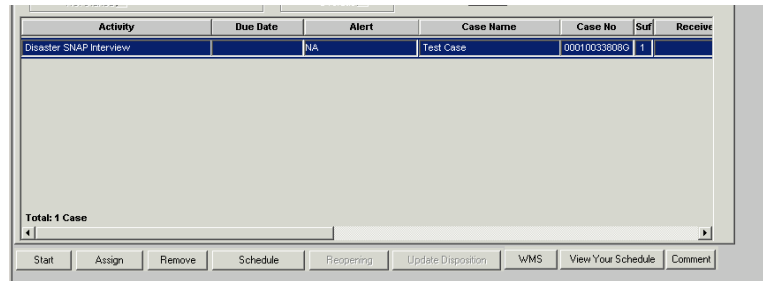 Activity Due Date Alert Case Name Case No Suf Receive
Disaster SNAP Interview NA Test Case 00010033808G 1
Total: 1 Case
Start Assign Remove Schedule Reopening Update Disposition WMS View Your Schedule Comment